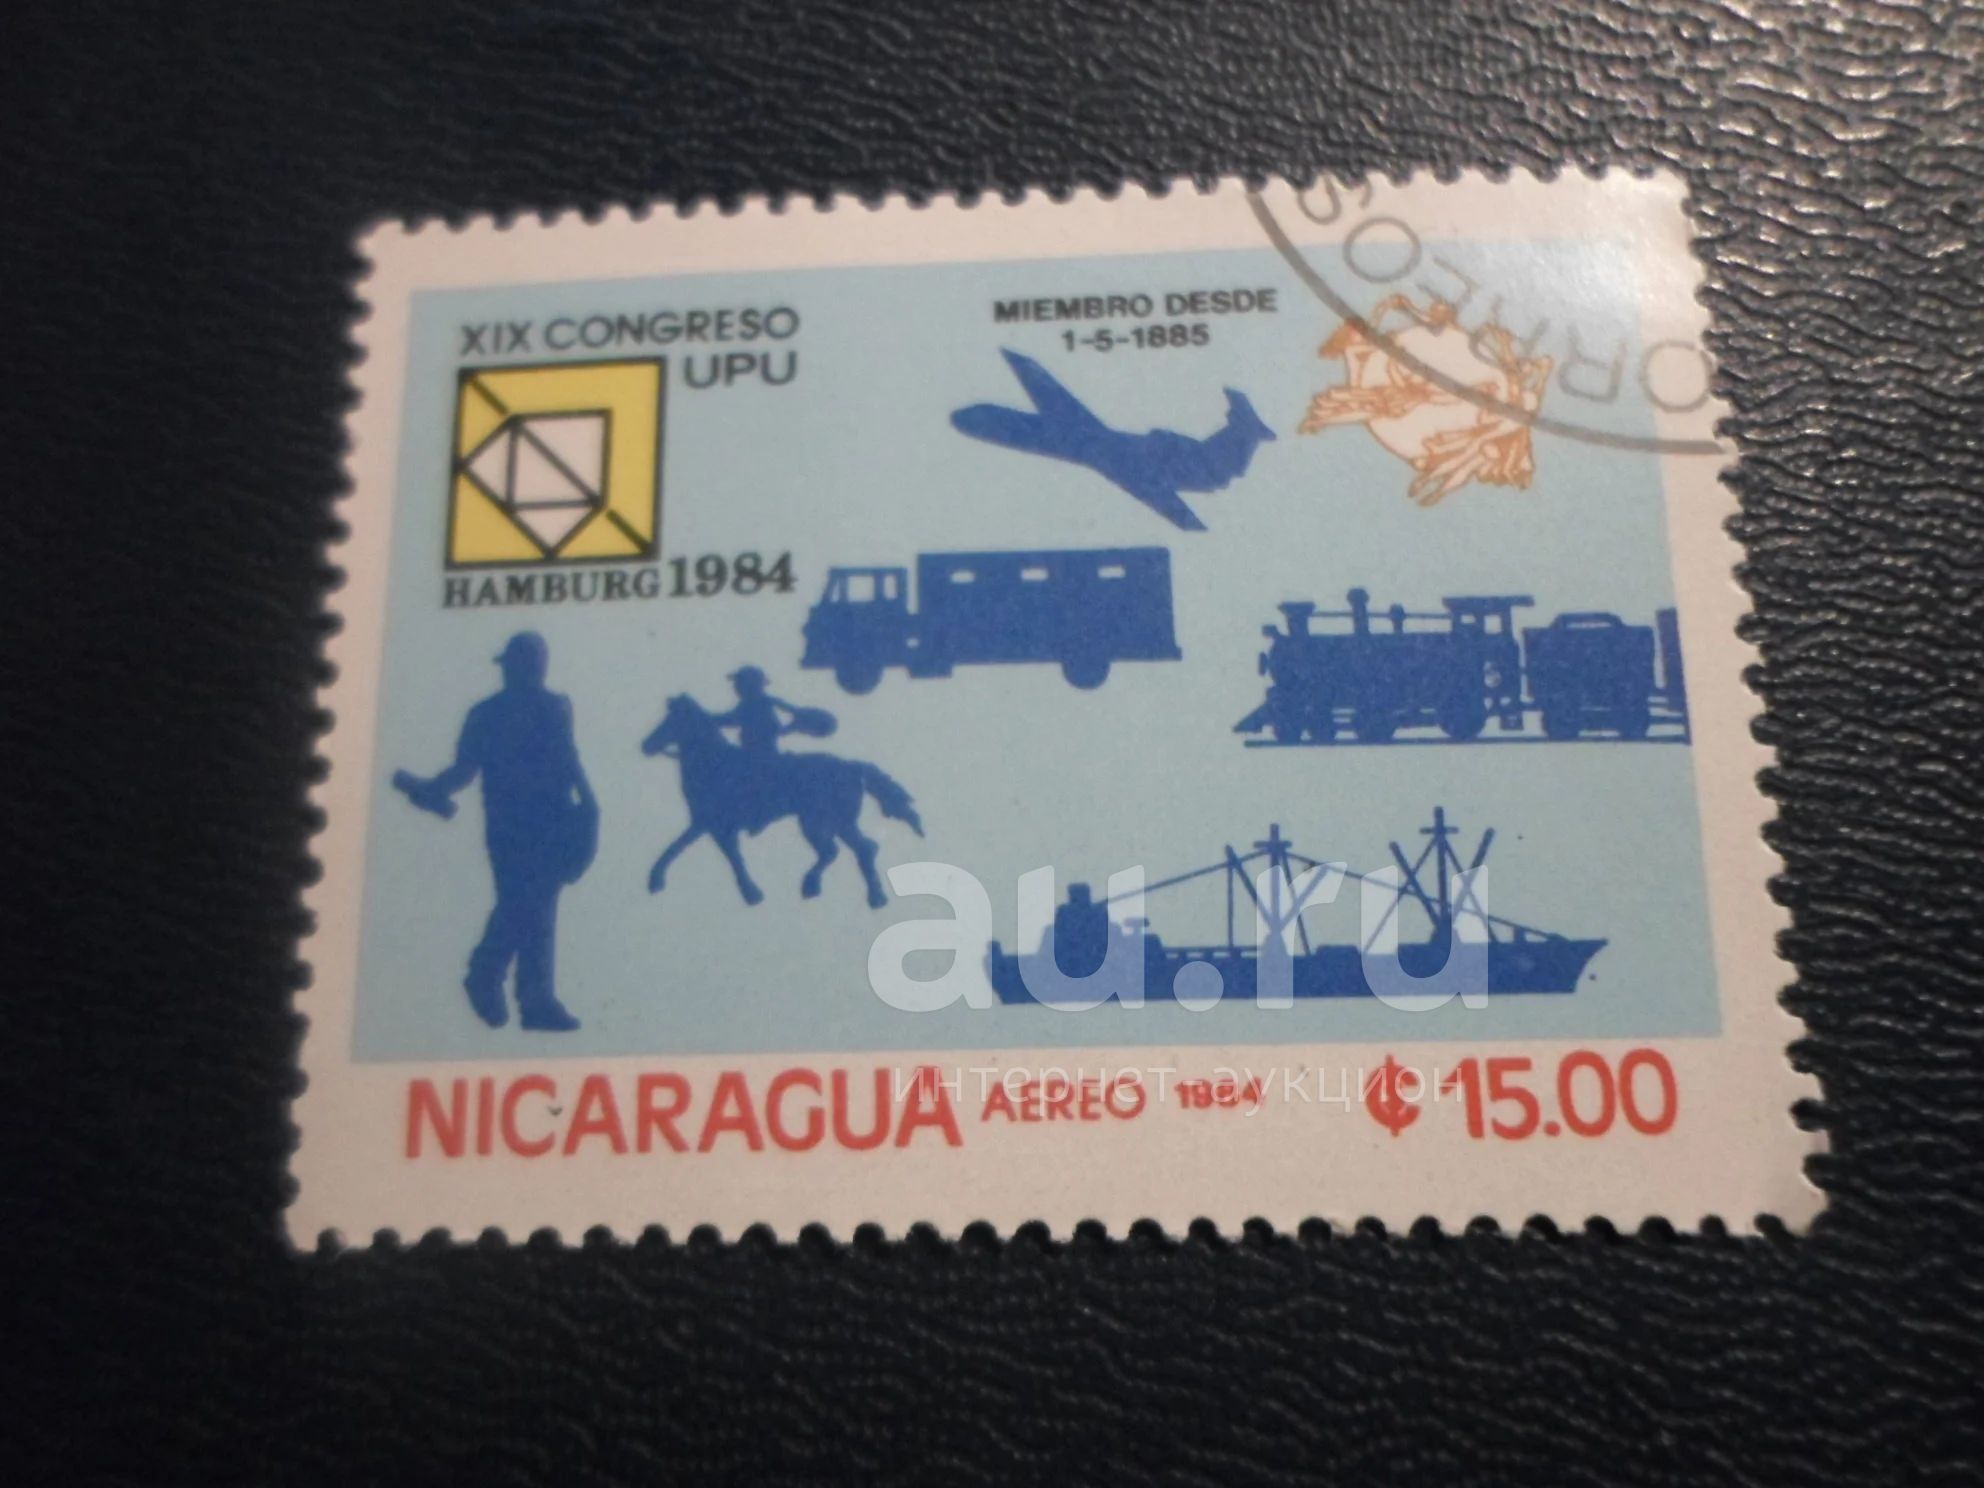 XIX CONGRESO
UPU
HAMBURG 1984
MIEMBRO DESDE
1-5-1885
CORREOS
au.ru
интернет-аукцион
NICARAGUA AEREO 1984 ₡15.00